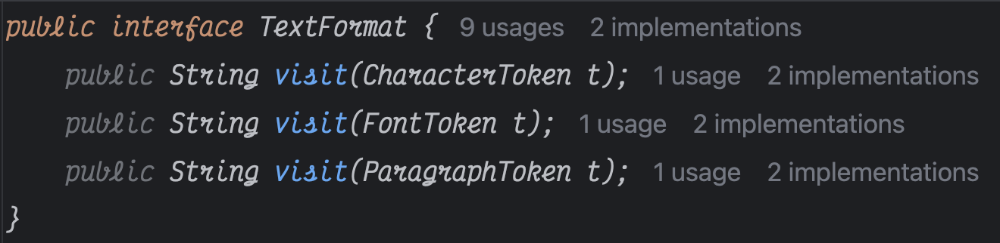 public interface TextFormat {   9 usages   2 implementations
    public String visit(CharacterToken t);   1 usage   2 implementations
    public String visit(FontToken t);   1 usage   2 implementations
    public String visit(ParagraphToken t);   1 usage   2 implementations
}